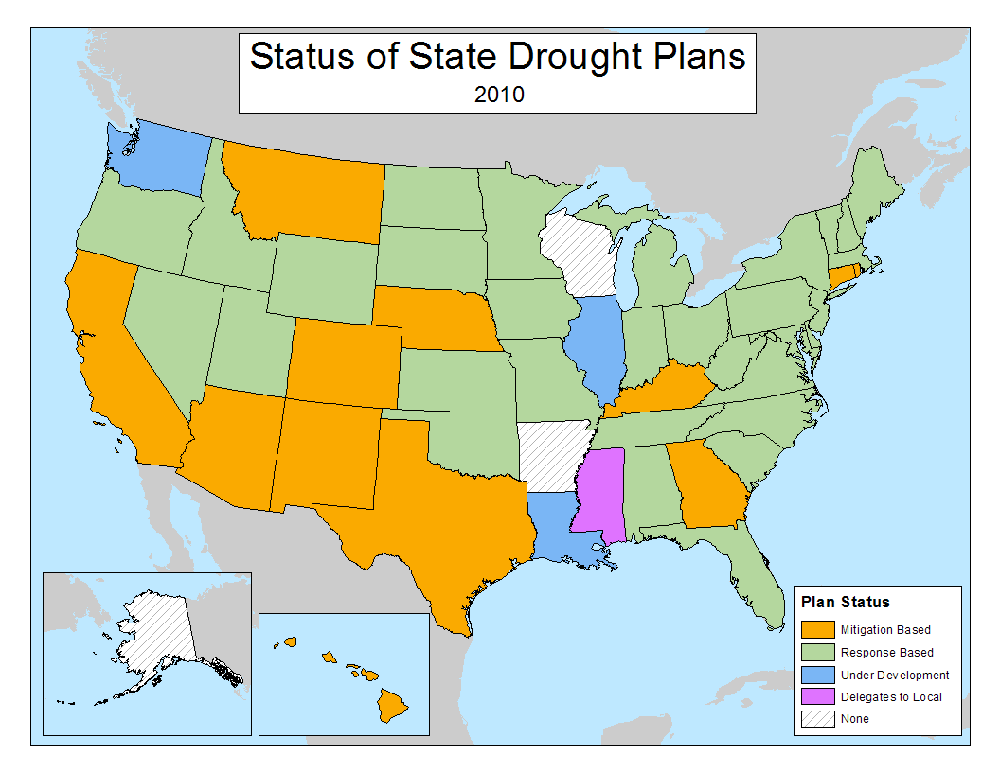 Status of State Drought Plans
2010
Plan Status
Mitigation Based
Response Based
Under Development
Delegates to Local
None